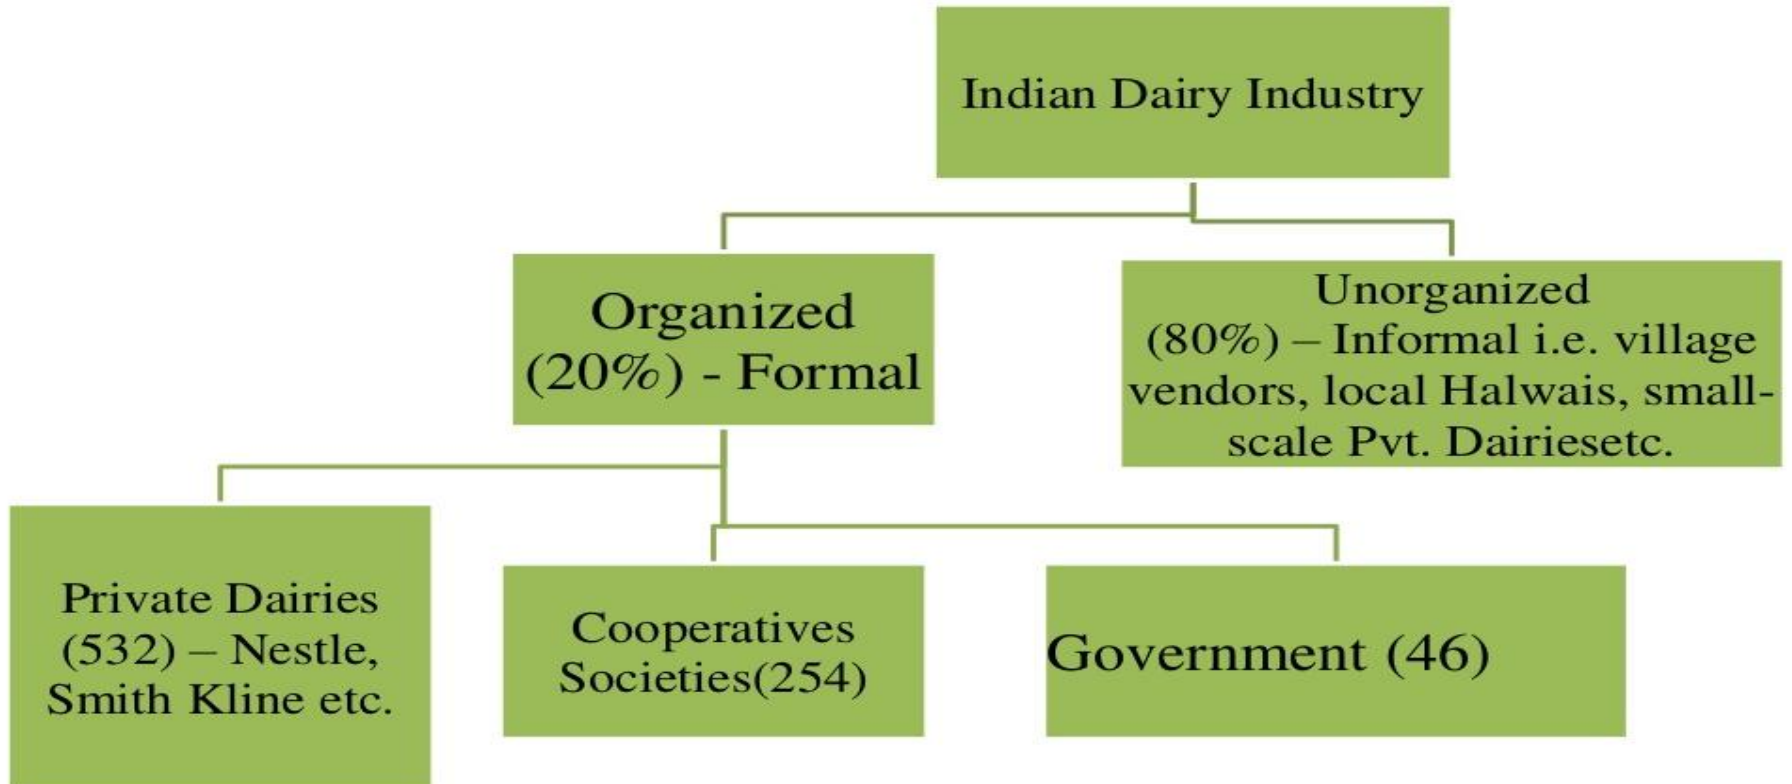 Indian Dairy Industry
Organized
(20%) - Formal
Unorganized
(80%) – Informal i.e. village
vendors, local Halwais, small-
scale Pvt. Dairiesetc.
Private Dairies
(532) – Nestle,
Smith Kline etc.
Cooperatives
Societies(254)
Government (46)